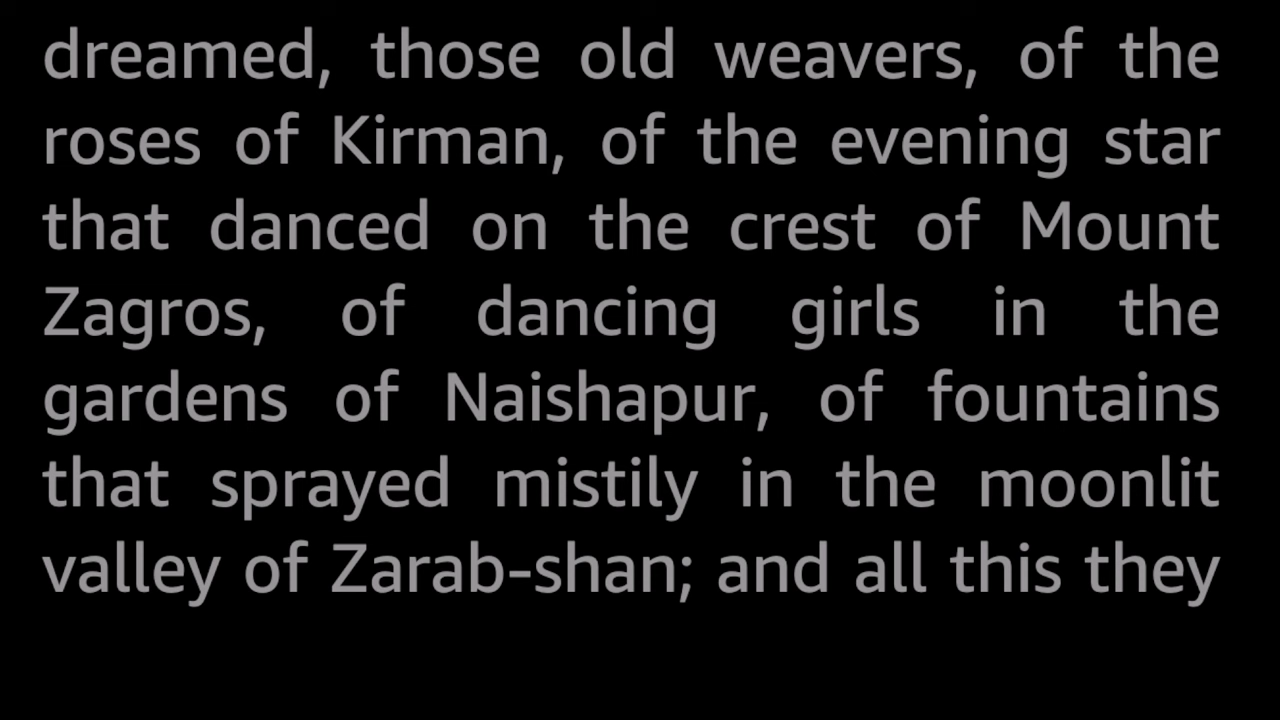 dreamed, those old weavers, of the
roses of Kirman, of the evening star
that danced on the crest of Mount
Zagros, of dancing girls in the
gardens of Naishapur, of fountains
that sprayed mistily in the moonlit
valley of Zarab-shan; and all this they